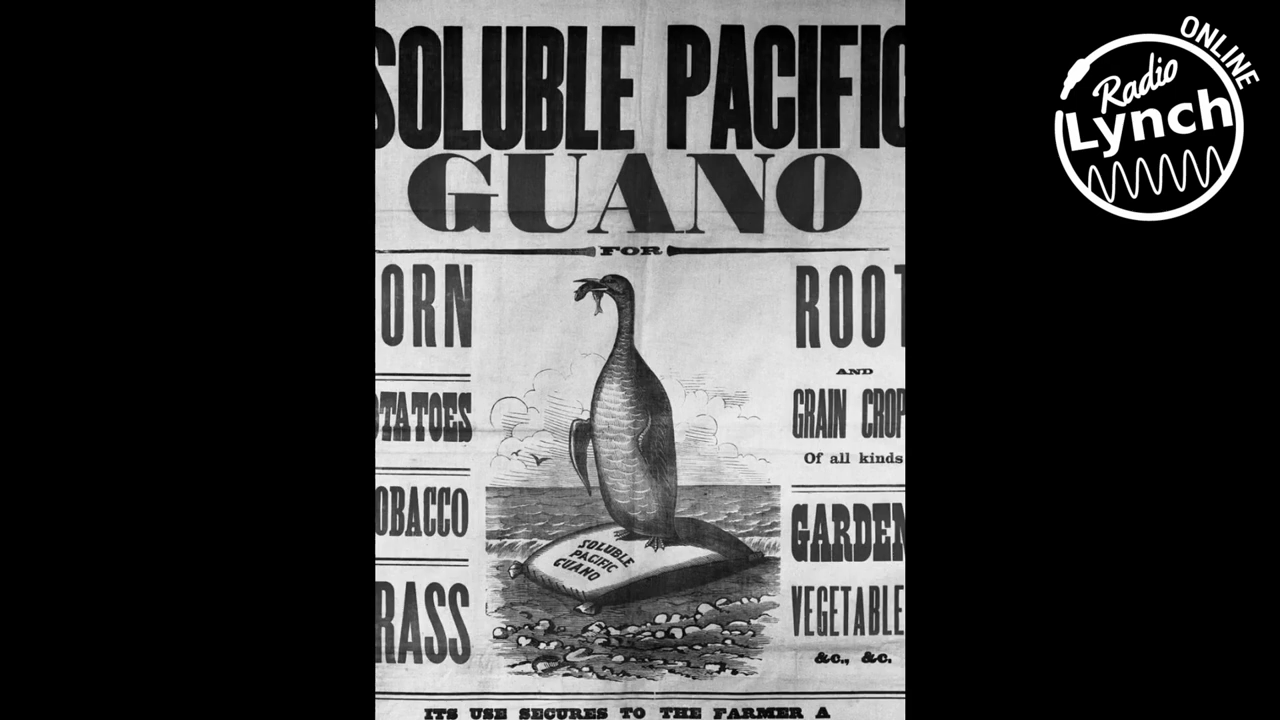 SOLUBLE PACIFIC
GUANO
FOR
ORN
OTATOES
OBACCO
RASS
SOLUBLE
PACIFIC
GUANO
ROOT
AND
GRAIN CROP
Of all kinds
GARDEN
VEGETABLE
&c., &c.
ITS USE SECURES TO THE FARMER A
ONLINE
Radio
Lynch